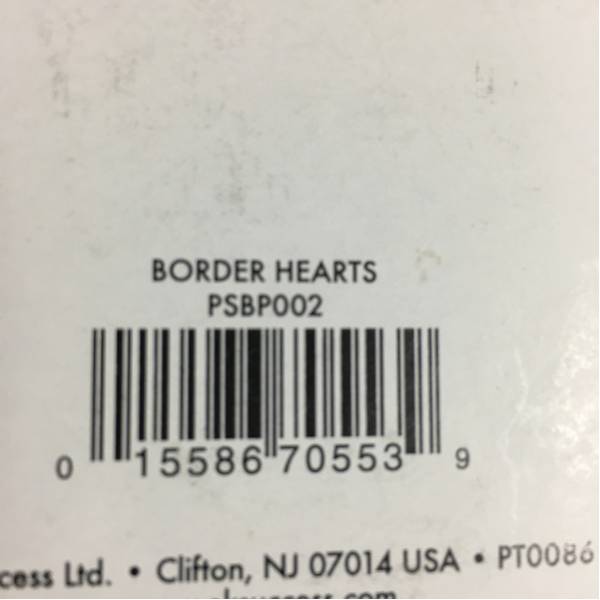 BORDER HEARTS
PSBP002
0 15586 70553 9
cess Ltd. • Clifton, NJ 07014 USA • PT0086